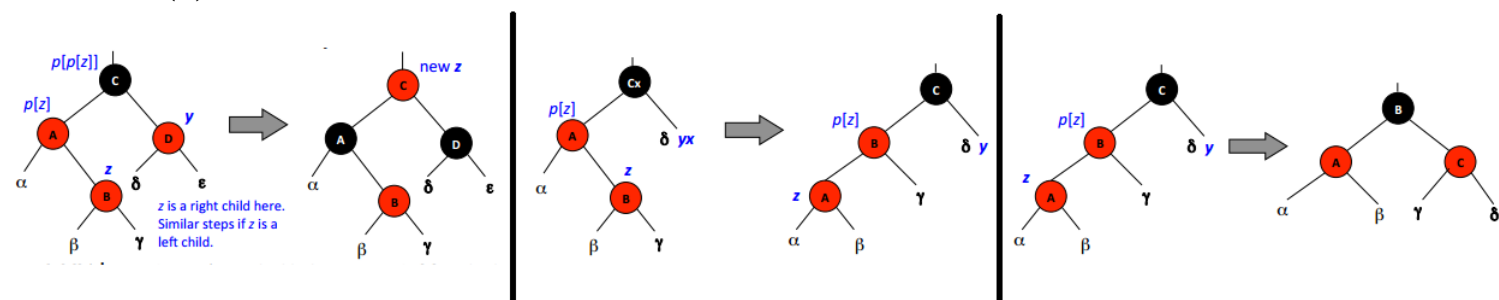 p[p[z]]
C
p[z]
A
y
D
z
B
α
δ
ε
β
γ
z is a right child here.
Similar steps if z is a
left child.
new z
C
A
D
α
δ
ε
B
β
γ
Cx
p[z]
A
δ yx
z
α
B
β
γ
C
p[z]
B
δ y
z
A
γ
α
β
C
p[z]
B
δ y
z
A
γ
α
β
B
A
C
α
β
γ
δ